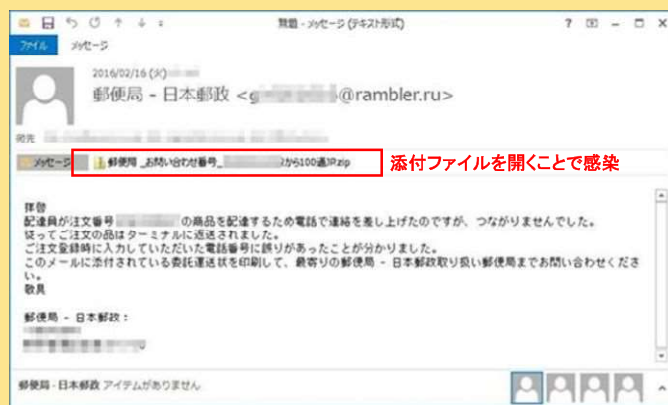 無題 - メッセージ (テキスト形式)
ファイル メッセージ
2016/02/16 (火)
郵便局 - 日本郵政 <g @rambler.ru>
宛先
メッセージ 郵便局_お問い合わせ番号_ から100通JP.zip
添付ファイルを開くことで感染
拝啓
配達員が注文番号 の商品を配達するため電話で連絡を差し上げたのですが、つながりませんでした。
従ってご注文の品はターミナルに返送されました。
ご注文登録時に入力していただいた電話番号に誤りがあったことが分かりました。
このメールに添付されている委託運送状を印刷して、最寄りの郵便局 - 日本郵政取り扱い郵便局までお問い合わせくださ
い。
敬具
郵便局 - 日本郵政:
郵便局 - 日本郵政 アイテムがありません